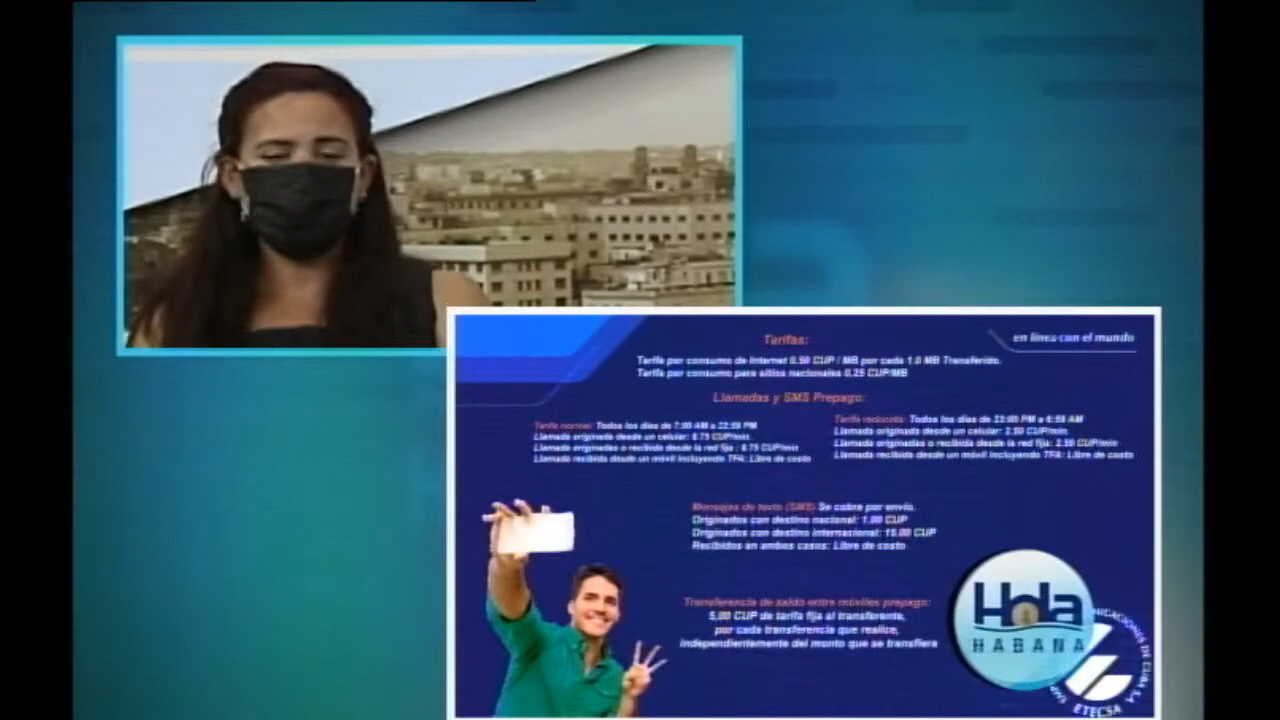 Tarifas:
en línea con el mundo
Tarifa por consumo de Internet 0.50 CUP / MB por cada 1.0 MB Transferido.
Tarifa por consumo para sitios nacionales 0.25 CUP/MB
Llamadas y SMS Prepago:
Tarifa normal: Todos los días de 7:00 AM a 22:59 PM
Llamada originada desde un celular: 8.75 CUP/min.
Llamada originadas o recibida desde la red fija : 8.75 CUP/min
Llamada recibida desde un móvil incluyendo TFA: Libre de costo
Tarifa reducida: Todos los días de 23:00 PM a 6:59 AM
Llamada originada desde un celular: 2.50 CUP/min.
Llamada originadas o recibida desde la red fija: 2.50 CUP/min
Llamada recibida desde un móvil incluyendo TFA: Libre de costo
Mensajes de texto (SMS) Se cobra por envío.
Originados con destino nacional: 1.00 CUP
Originados con destino internacional: 15.00 CUP
Recibidos en ambos casos: Libre de costo
Transferencia de saldo entre móviles prepago:
5,00 CUP de tarifa fija al transferente,
por cada transferencia que realice,
independientemente del monto que se transfiera
Hola
HABANA
ETECSA